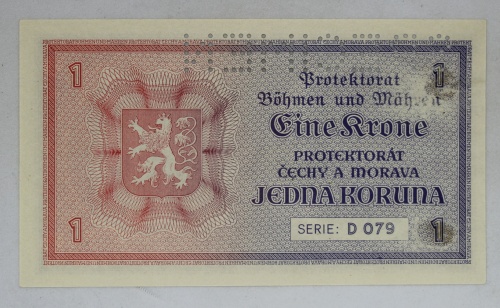 1
1
Protektorat
Böhmen und Mähren
Eine Krone
PROTEKTORÁT
ČECHY A MORAVA
JEDNA KORUNA
1
SERIE: D 079
1